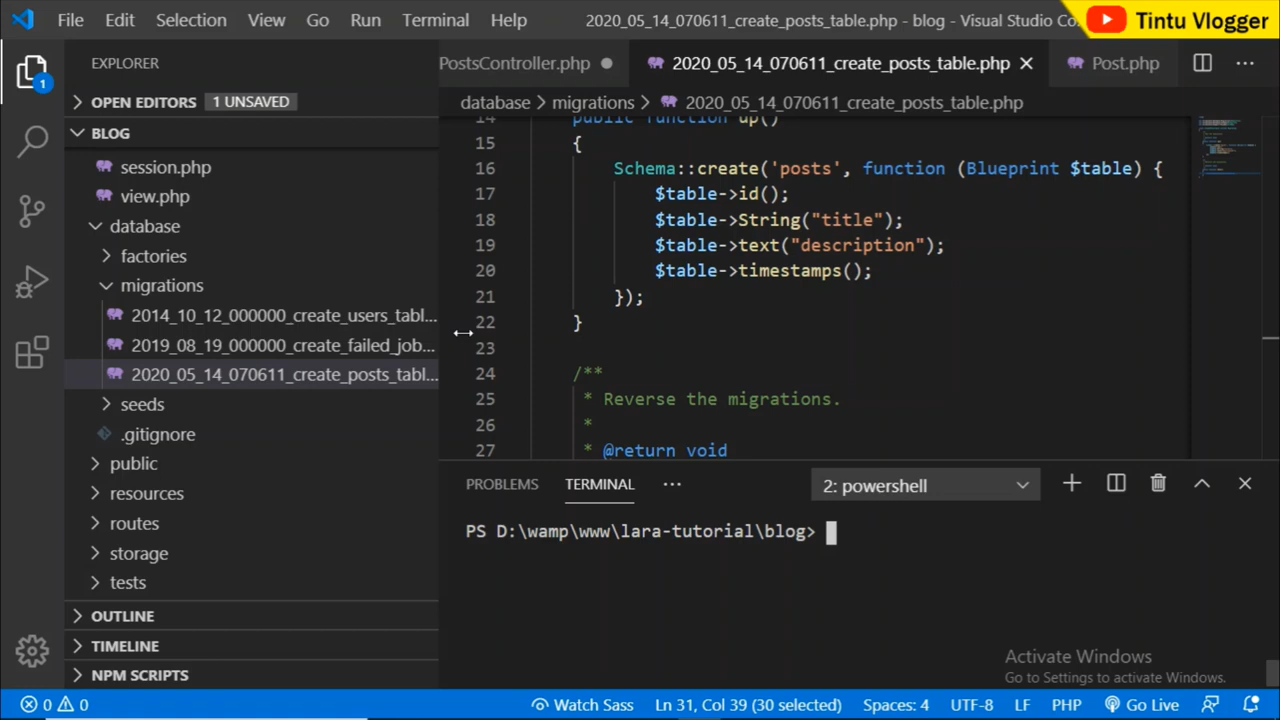 File Edit Selection View Go Run Terminal Help 2020_05_14_070611_create_posts_table.php - blog - Visual Studio Co
Tintu Vlogger
EXPLORER
1
OPEN EDITORS 1 UNSAVED
BLOG
session.php
view.php
database
factories
migrations
2014_10_12_000000_create_users_tabl...
2019_08_19_000000_create_failed_job...
2020_05_14_070611_create_posts_tabl...
seeds
.gitignore
public
resources
routes
storage
tests
OUTLINE
TIMELINE
NPM SCRIPTS
PostsController.php 2020_05_14_070611_create_posts_table.php Post.php
database > migrations > 2020_05_14_070611_create_posts_table.php
14 public function up()
15 {
16 Schema::create('posts', function (Blueprint $table) {
17 $table->id();
18 $table->String("title");
19 $table->text("description");
20 $table->timestamps();
21 });
22 }
23
24 /**
25 * Reverse the migrations.
26 *
27 * @return void
PROBLEMS TERMINAL ... 2: powershell
PS D:\wamp\www\lara-tutorial\blog>
Activate Windows
Go to Settings to activate Windows.
0 0 Watch Sass Ln 31, Col 39 (30 selected) Spaces: 4 UTF-8 LF PHP Go Live